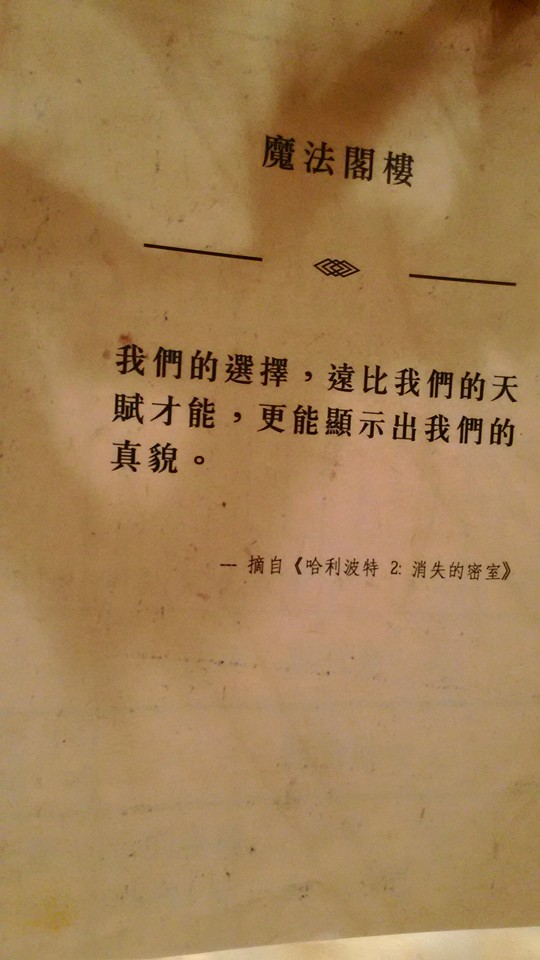 魔法閣樓
我們的選擇，遠比我們的天
賦才能，更能顯示出我們的
真貌。
— 摘自《哈利波特 2: 消失的密室》